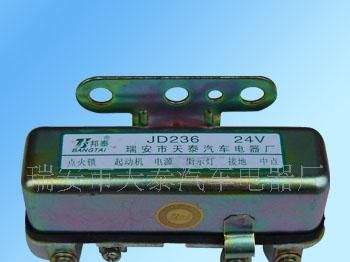 邦泰 JD236 24V
BANGTAI 瑞安市天泰汽车电器厂
点火锁 起动机 电源 指示灯 接地 中点
瑞安市天泰汽车电器厂